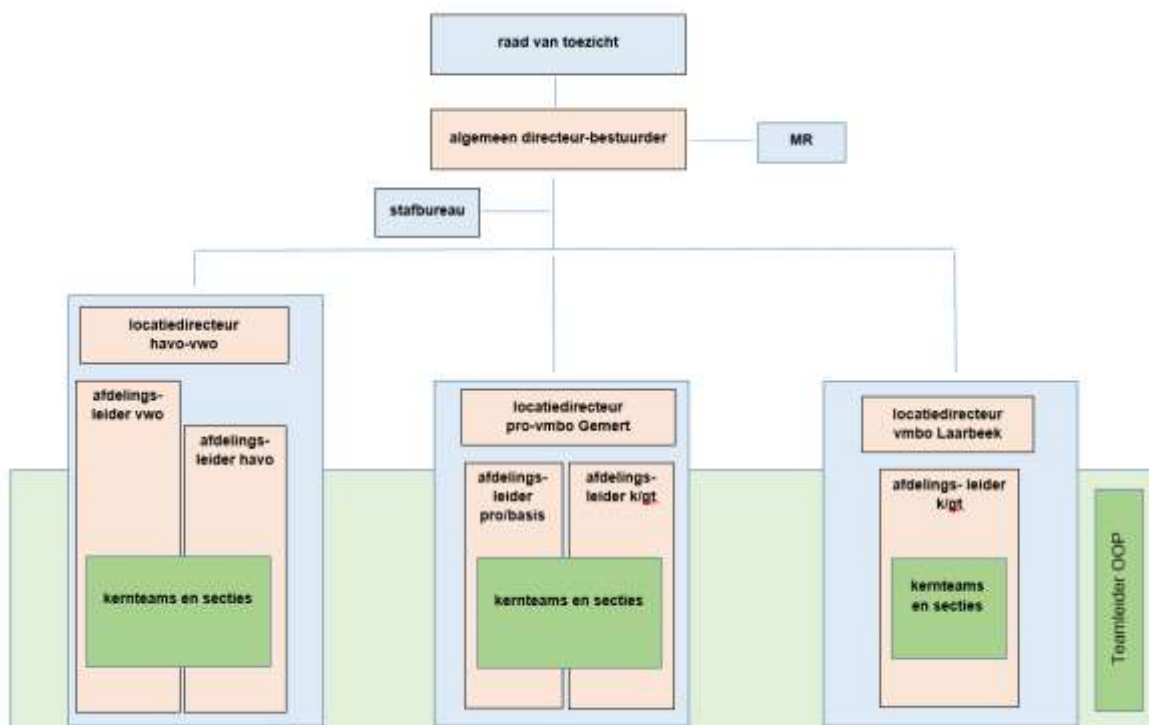 raad van toezicht
algemeen directeur-bestuurder
MR
stafbureau
locatiedirecteur
havo-vwo
afdelings-
leider vwo
afdelings-
leider havo
kernteams en secties
locatiedirecteur
pro-vmbo Gemert
afdelings-
leider
pro/basis
afdelings-
leider k/gt
kernteams en secties
locatiedirecteur
vmbo Laarbeek
afdelings- leider
k/gt
kernteams
en secties
Teamleider OOP